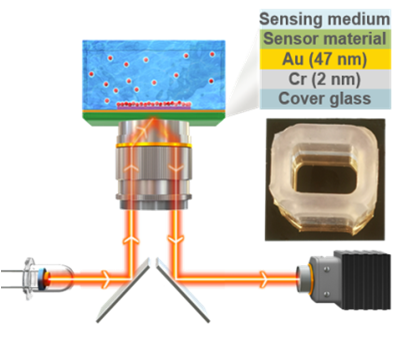 Sensing medium
Sensor material
Au (47 nm)
Cr (2 nm)
Cover glass